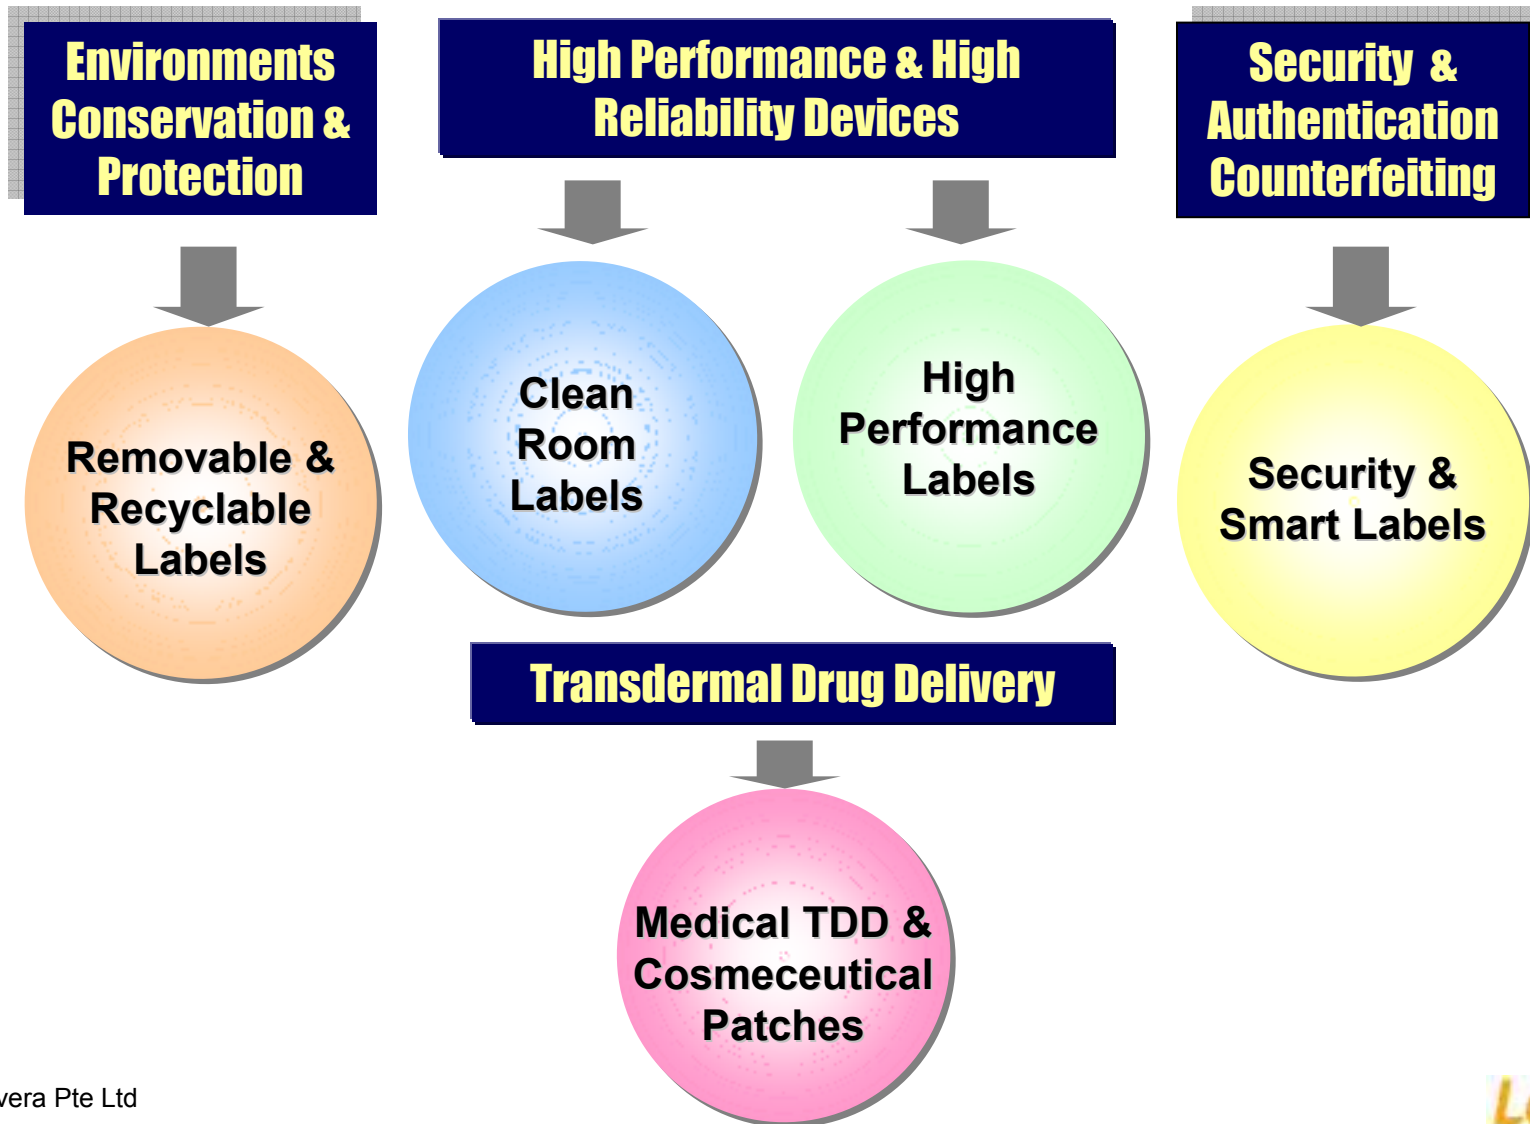 Environments
Conservation &
Protection
High Performance & High
Reliability Devices
Security &
Authentication
Counterfeiting
Removable &
Recyclable
Labels
Clean
Room
Labels
High
Performance
Labels
Security &
Smart Labels
Transdermal Drug Delivery
Medical TDD &
Cosmeceutical
Patches
Pte Ltd